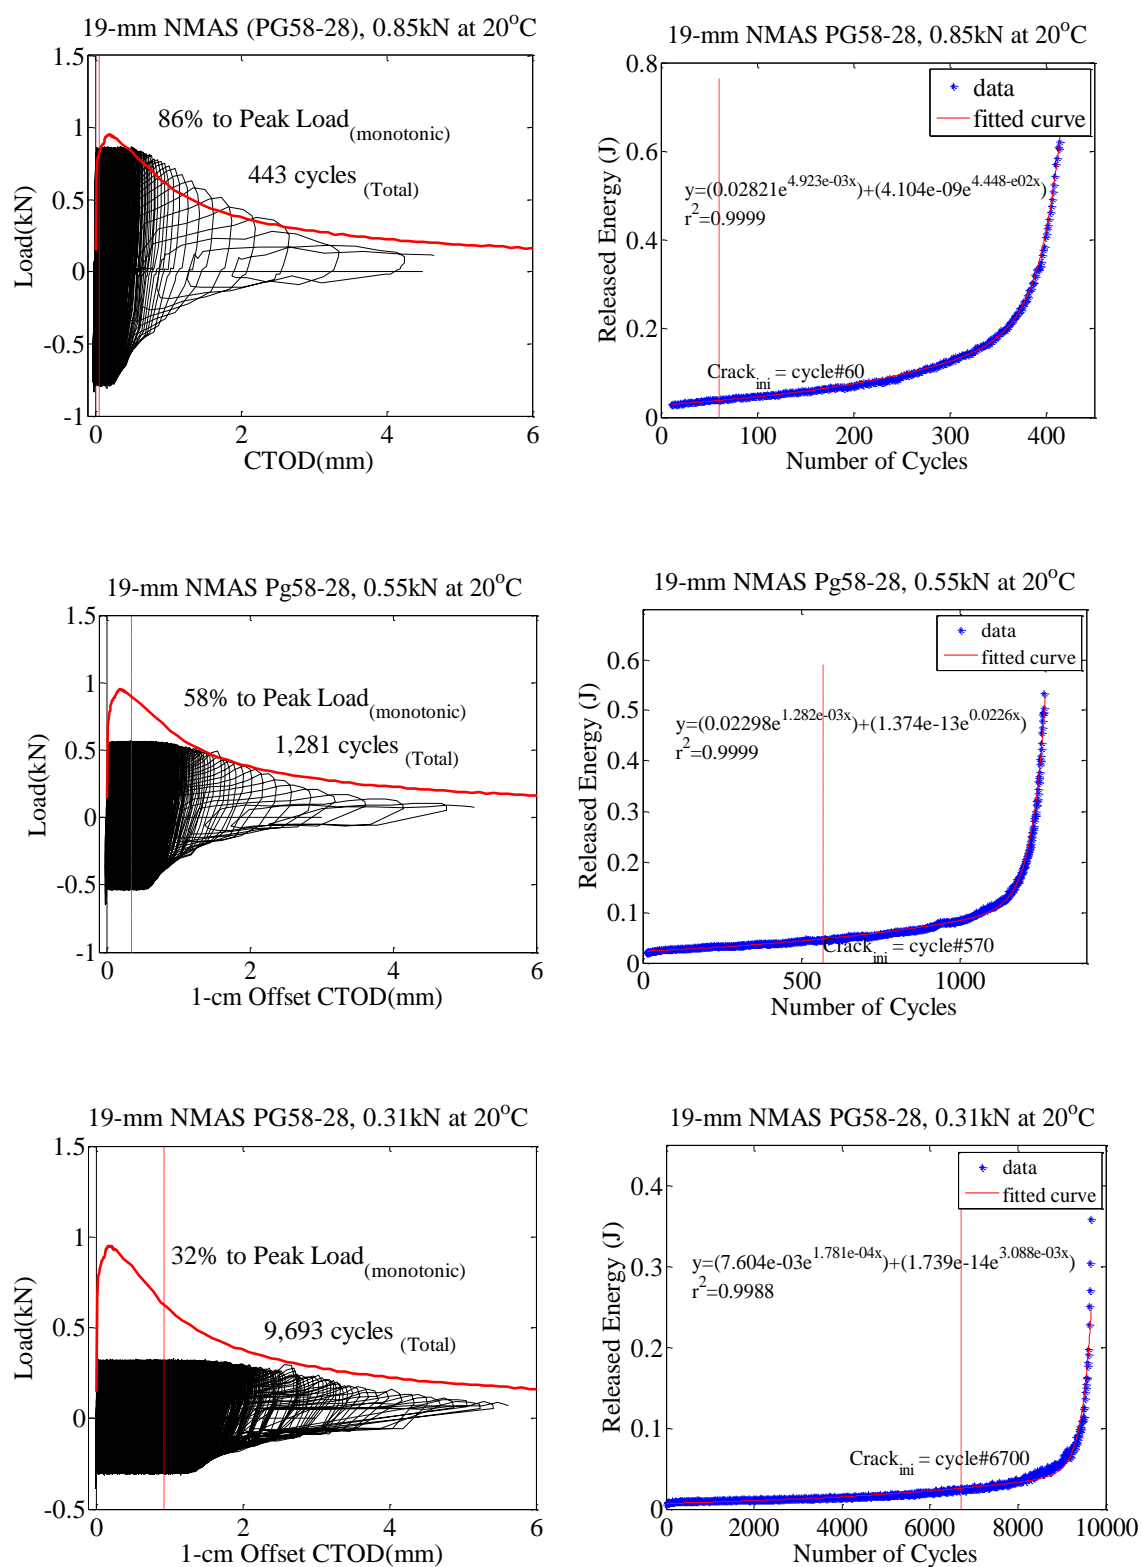 19-mm NMAS (PG58-28), 0.85kN at 20°C
1.5
1
0.5
0
-0.5
-1
Load(kN)
86% to Peak Load(monotonic)
443 cycles (Total)
0
2
4
6
CTOD(mm)
19-mm NMAS PG58-28, 0.85kN at 20°C
0.8
0.6
0.4
0.2
0
Released Energy (J)
data
fitted curve
y=(0.02821e^4.923e-03x)+(4.104e-09e^4.448-e02x)
r²=0.9999
Crack_ini = cycle#60
0
100
200
300
400
Number of Cycles
19-mm NMAS Pg58-28, 0.55kN at 20°C
1.5
1
0.5
0
-0.5
-1
Load(kN)
58% to Peak Load(monotonic)
1,281 cycles (Total)
0
2
4
6
1-cm Offset CTOD(mm)
19-mm NMAS Pg58-28, 0.55kN at 20°C
0.6
0.5
0.4
0.3
0.2
0.1
0
Released Energy (J)
data
fitted curve
y=(0.02298e^1.282e-03x)+(1.374e-13e^0.0226x)
r²=0.9999
Crack_ini = cycle#570
0
500
1000
Number of Cycles
19-mm NMAS PG58-28, 0.31kN at 20°C
1.5
1
0.5
0
-0.5
Load(kN)
32% to Peak Load(monotonic)
9,693 cycles (Total)
0
2
4
6
1-cm Offset CTOD(mm)
19-mm NMAS PG58-28, 0.31kN at 20°C
0.4
0.3
0.2
0.1
0
Released Energy (J)
data
fitted curve
y=(7.604e-03e^1.781e-04x)+(1.739e-14e^3.088e-03x)
r²=0.9988
Crack_ini = cycle#6700
0
2000
4000
6000
8000
10000
Number of Cycles